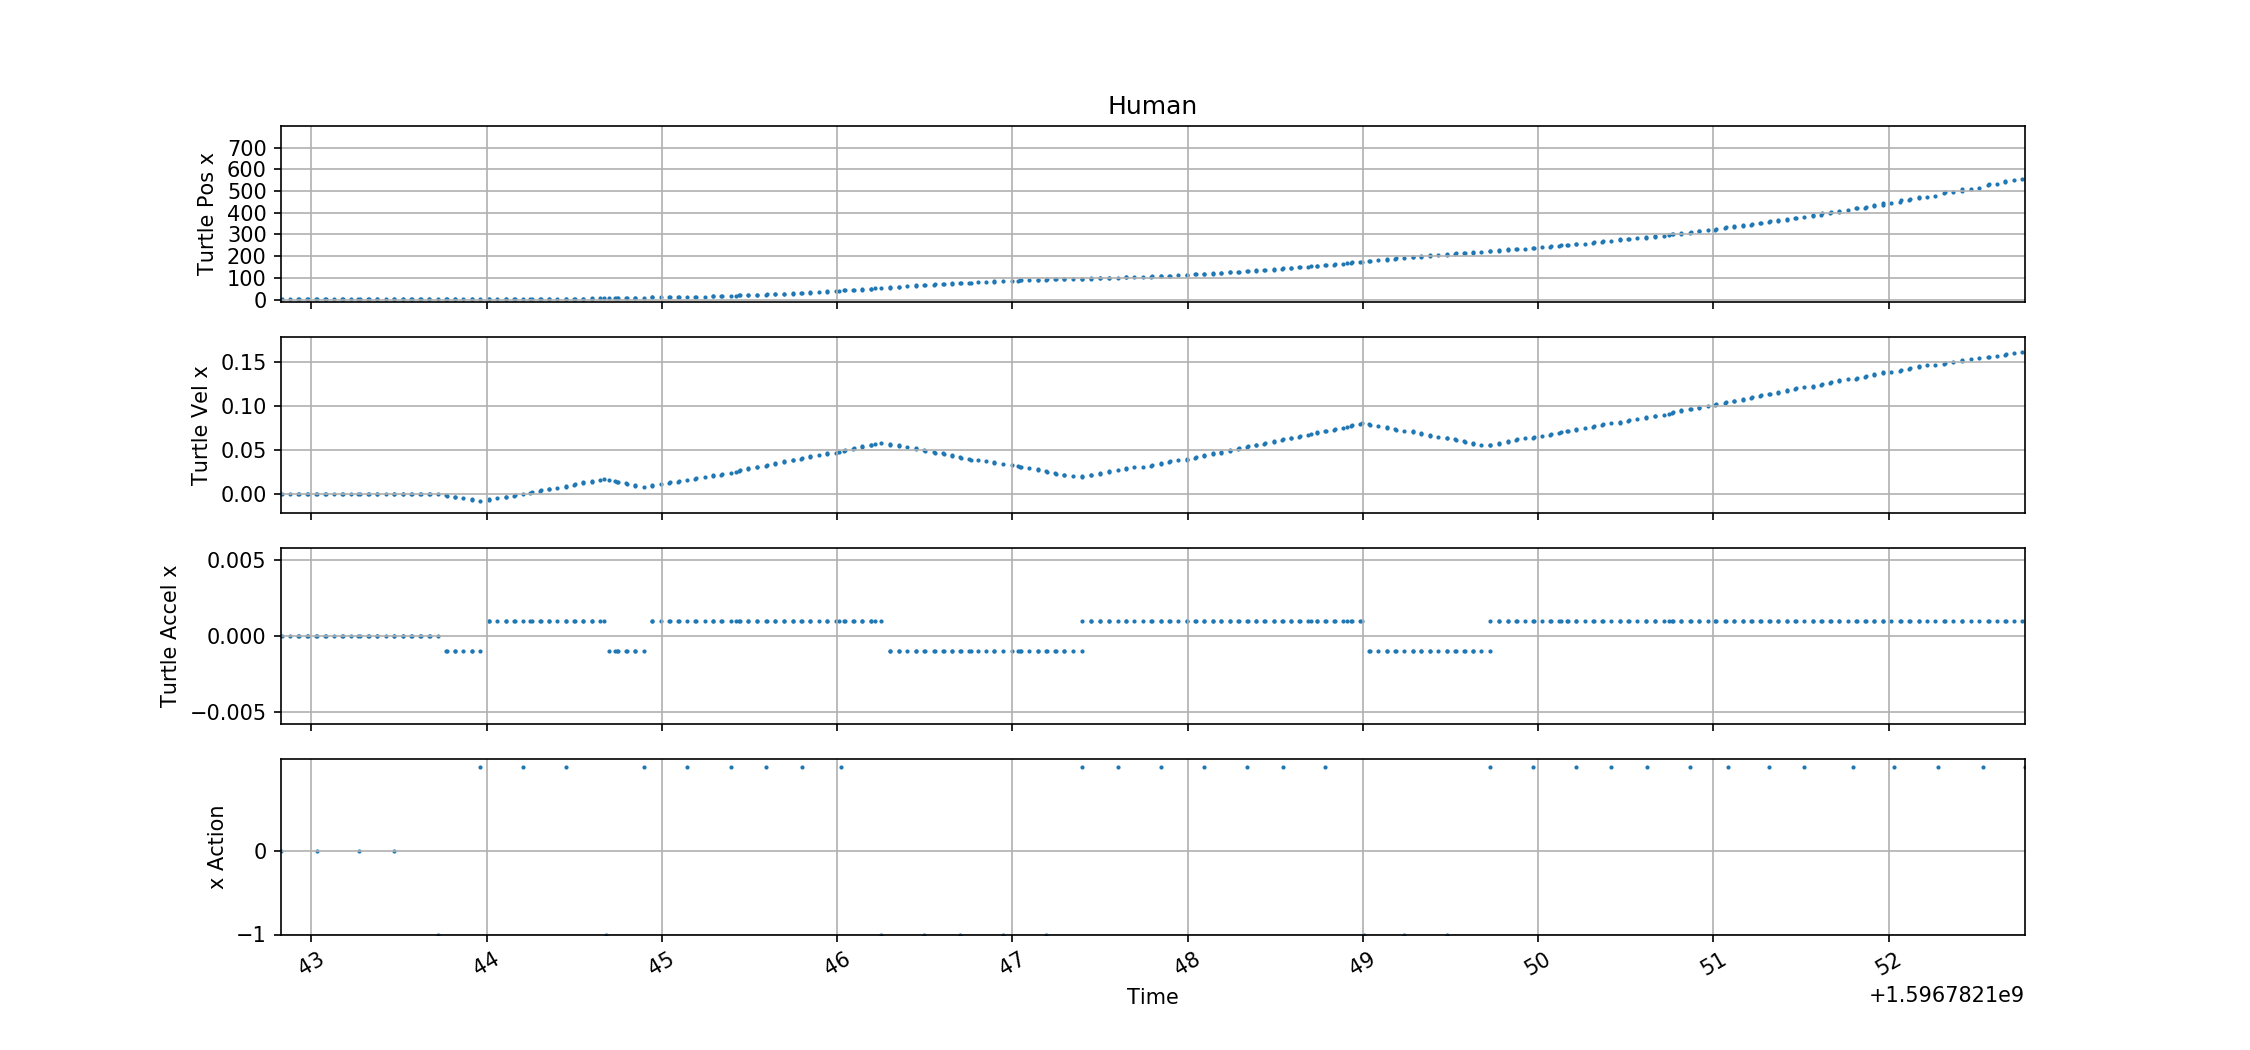 Human
Turtle Pos x
700
600
500
400
300
200
100
0
Turtle Vel x
0.15
0.10
0.05
0.00
Turtle Accel x
0.005
0.000
−0.005
x Action
0
−1
43 44 45 46 47 48 49 50 51 52
Time
+1.5967821e9